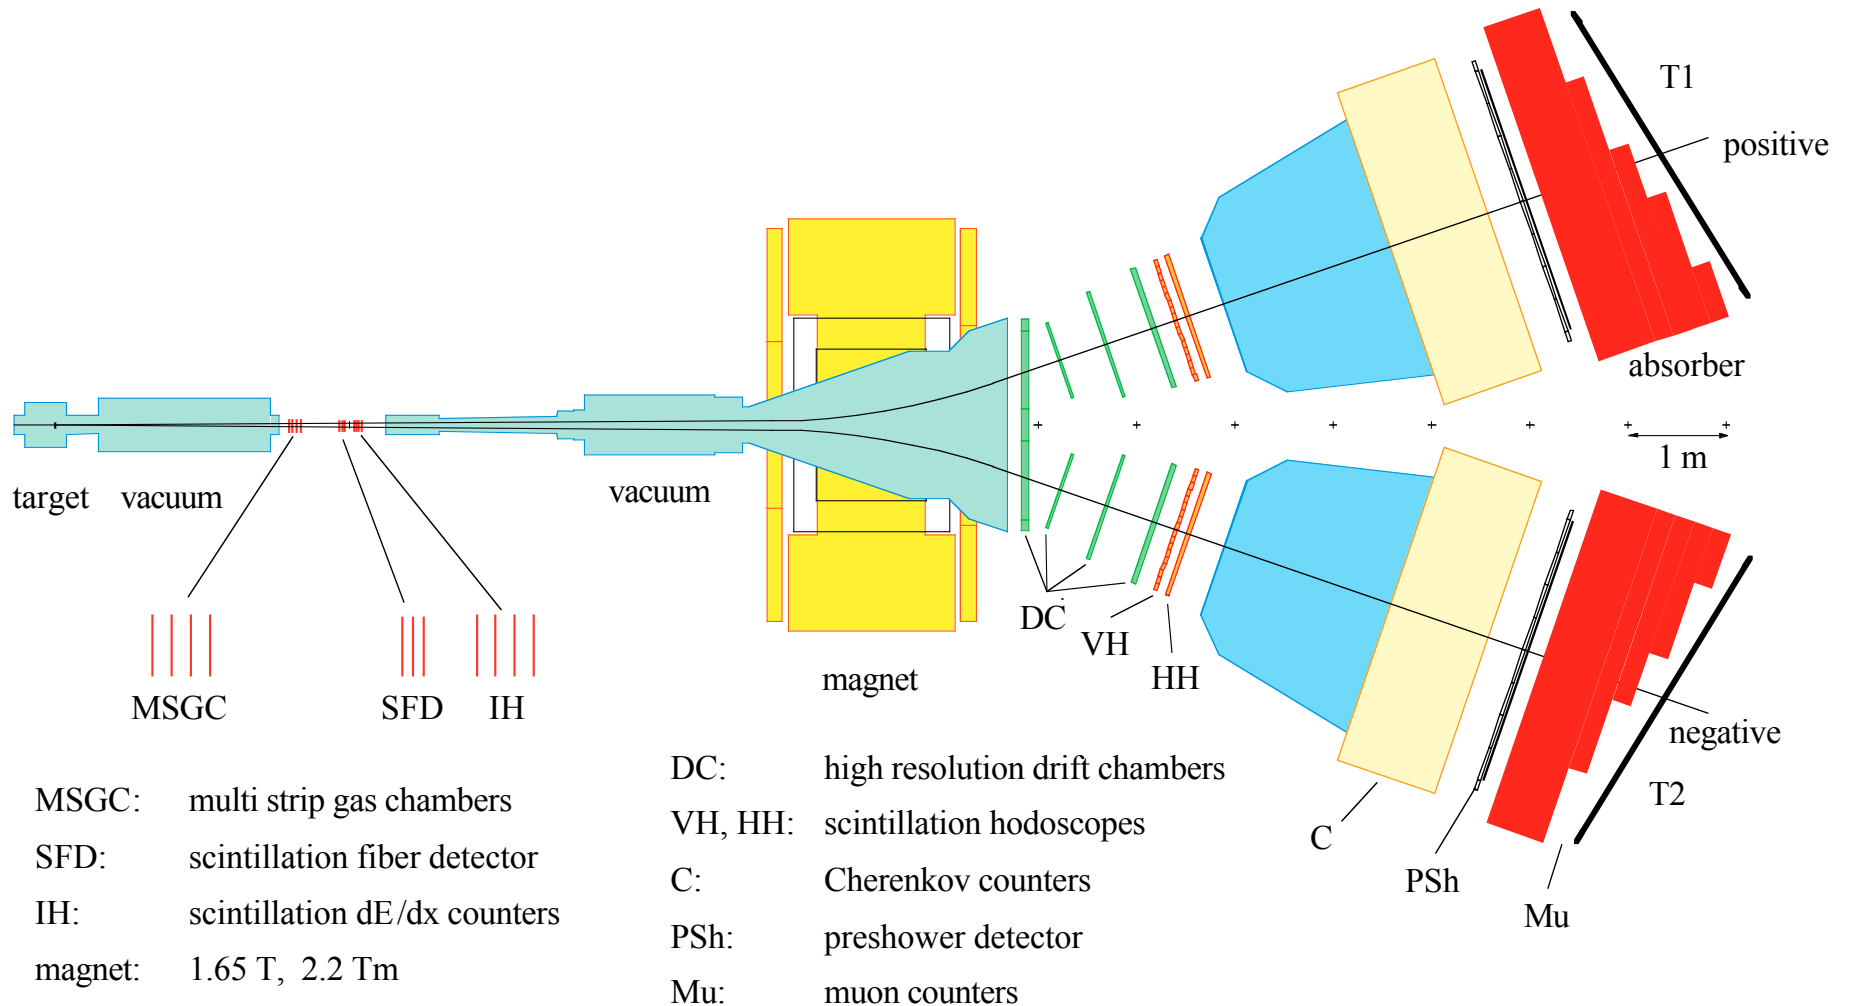 T1
positive
absorber
1 m
target
vacuum
vacuum
DC
VH
HH
magnet
MSGC
SFD
IH
negative
T2
C
PSh
Mu
MSGC: multi strip gas chambers
SFD: scintillation fiber detector
IH: scintillation dE/dx counters
magnet: 1.65 T, 2.2 Tm
DC: high resolution drift chambers
VH, HH: scintillation hodoscopes
C: Cherenkov counters
PSh: preshower detector
Mu: muon counters